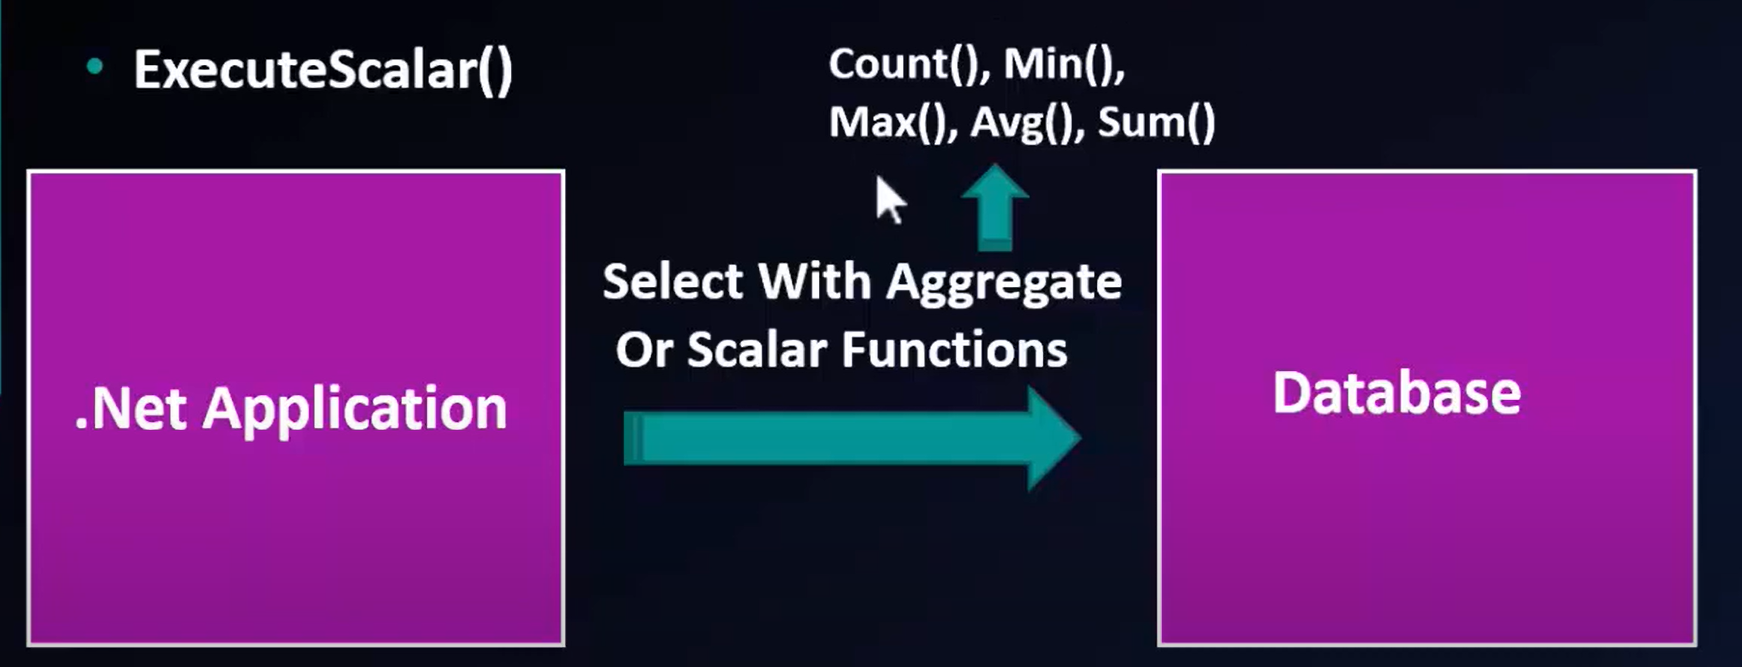 • ExecuteScalar()
Count(), Min(),
Max(), Avg(), Sum()
Select With Aggregate
Or Scalar Functions
.Net Application
Database